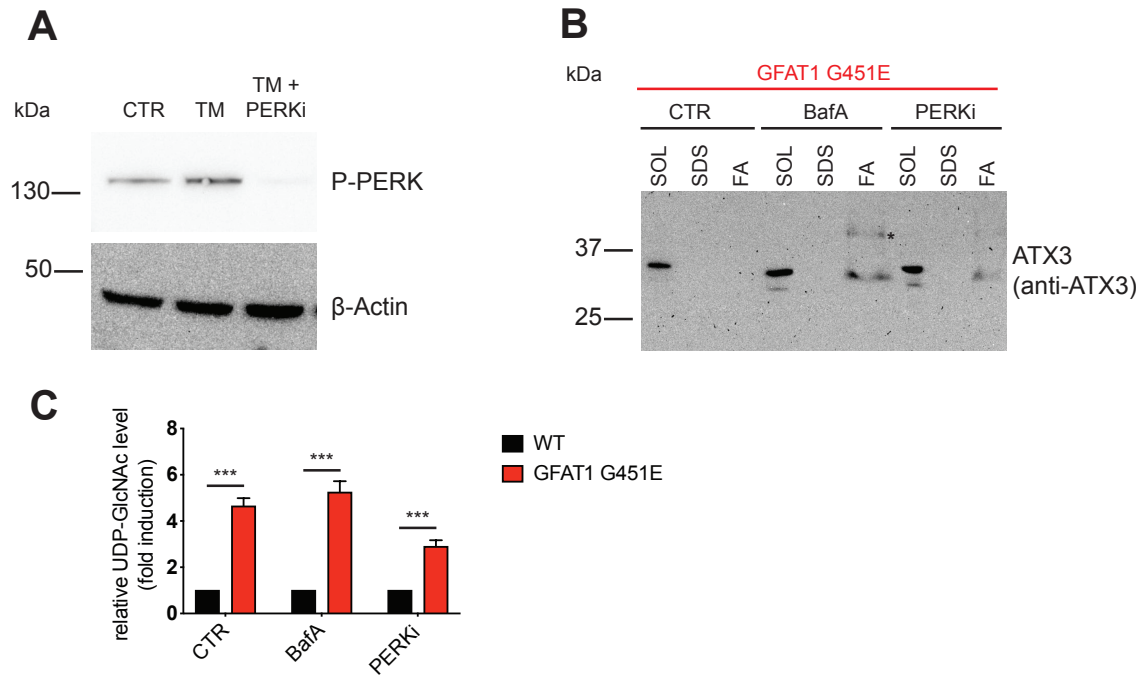 A
kDa
CTR
TM
TM +
PERKi
130
P-PERK
50
β-Actin
B
kDa
GFAT1 G451E
CTR
BafA
PERKi
SOL
SDS
FA
SOL
SDS
FA
SOL
SDS
FA
37
*
ATX3
(anti-ATX3)
25
C
relative UDP-GlcNAc level
(fold induction)
8
6
4
2
0
***
***
***
CTR
BafA
PERKi
WT
GFAT1 G451E